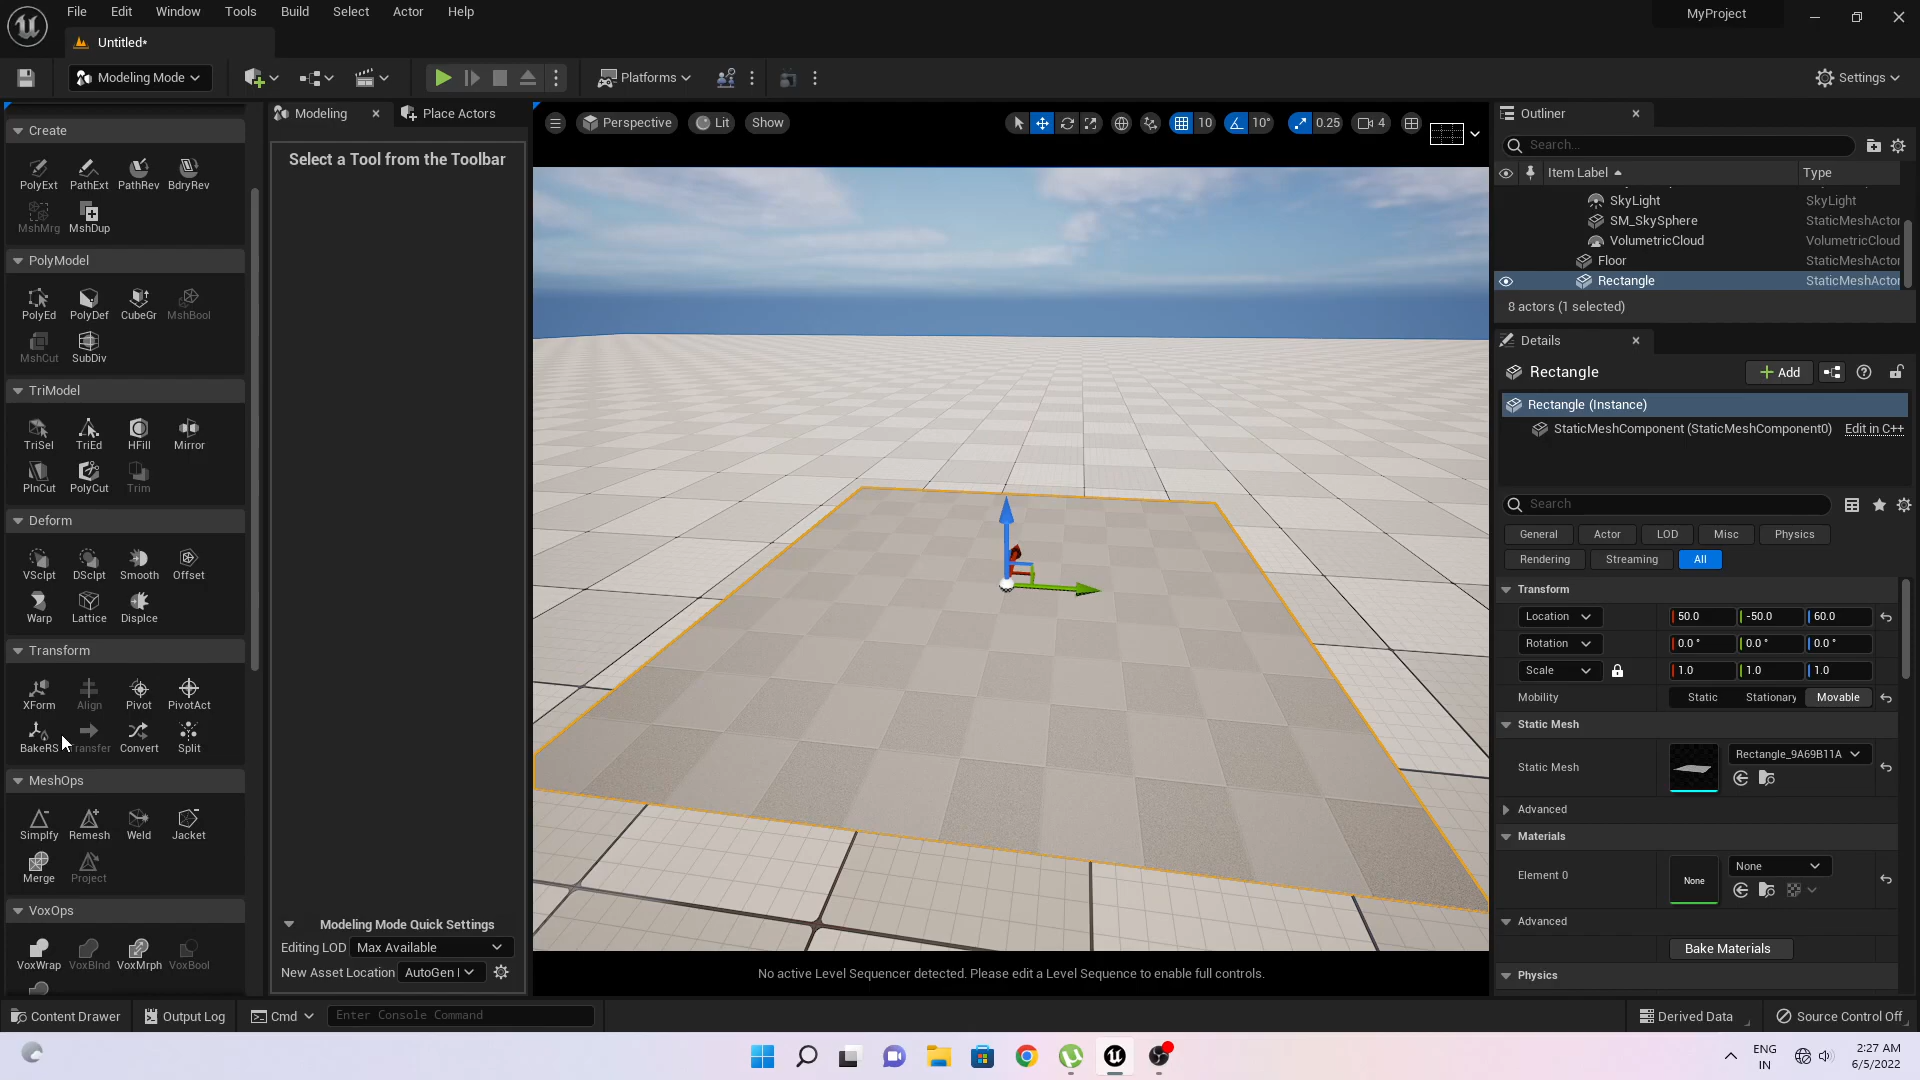 File Edit Window Tools Build Select Actor Help
MyProject
Untitled*
Modeling Mode
Platforms
Settings
Create
PolyExt PathExt PathRev BdryRev
MshMrg MshDup
PolyModel
PolyEd PolyDef CubeGr MshBool
MshCut SubDiv
TriModel
TriSel TriEd HFill Mirror
PlnCut PolyCut Trim
Deform
VSclpt DSclpt Smooth Offset
Warp Lattice Displce
Transform
XForm Align Pivot PivotAct
BakeRS Transfer Convert Split
MeshOps
Simplfy Remesh Weld Jacket
Merge Project
VoxOps
VoxWrap VoxBlnd VoxMrph VoxBool
Modeling Place Actors
Select a Tool from the Toolbar
Modeling Mode Quick Settings
Editing LOD Max Available
New Asset Location AutoGen
Perspective Lit Show
10 10° 0.25 4
No active Level Sequencer detected. Please edit a Level Sequence to enable full controls.
Outliner
Search...
Item Label Type
SkyLight SkyLight
SM_SkySphere StaticMeshActor
VolumetricCloud VolumetricCloud
Floor StaticMeshActor
Rectangle StaticMeshActor
8 actors (1 selected)
Details
Rectangle Add
Rectangle (Instance)
StaticMeshComponent (StaticMeshComponent0) Edit in C++
Search
General Actor LOD Misc Physics
Rendering Streaming All
Transform
Location 50.0 -50.0 60.0
Rotation 0.0° 0.0° 0.0°
Scale 1.0 1.0 1.0
Mobility Static Stationary Movable
Static Mesh
Static Mesh Rectangle_9A69B11A
Advanced
Materials
Element 0 None None
Advanced
Bake Materials
Physics
Content Drawer Output Log Cmd Enter Console Command
Derived Data Source Control Off
ENG
IN
2:27 AM
6/5/2022